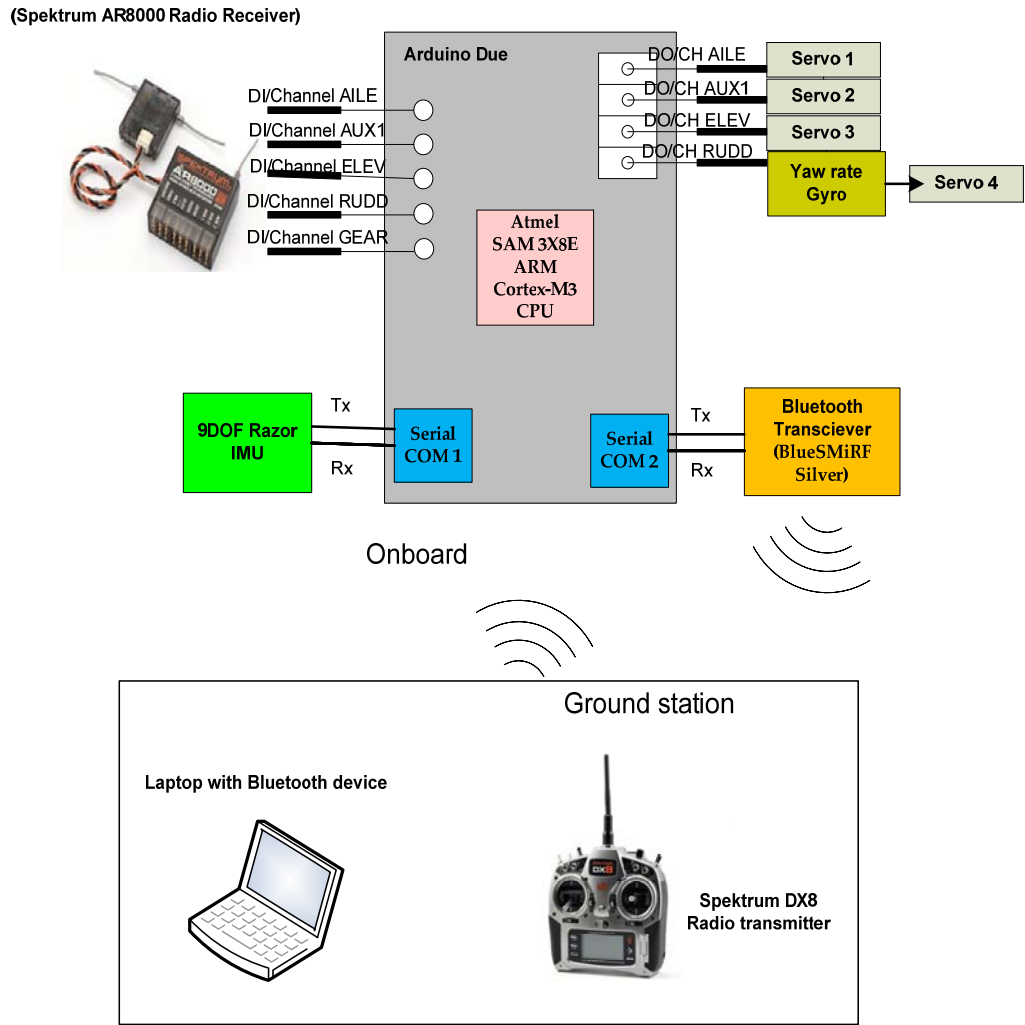 (Spektrum AR8000 Radio Receiver)
Arduino Due
DI/Channel AILE
DI/Channel AUX1
DI/Channel ELEV
DI/Channel RUDD
DI/Channel GEAR
SPEKTRUM
AR8000
DO/CH AILE
DO/CH AUX1
DO/CH ELEV
DO/CH RUDD
Servo 1
Servo 2
Servo 3
Yaw rate
Gyro
Servo 4
Atmel
SAM 3X8E
ARM
Cortex-M3
CPU
9DOF Razor
IMU
Tx
Rx
Serial
COM 1
Serial
COM 2
Tx
Rx
Bluetooth
Transciever
(BlueSMiRF
Silver)
Onboard
Ground station
Laptop with Bluetooth device
SPEKTRUM
DX8
Spektrum DX8
Radio transmitter